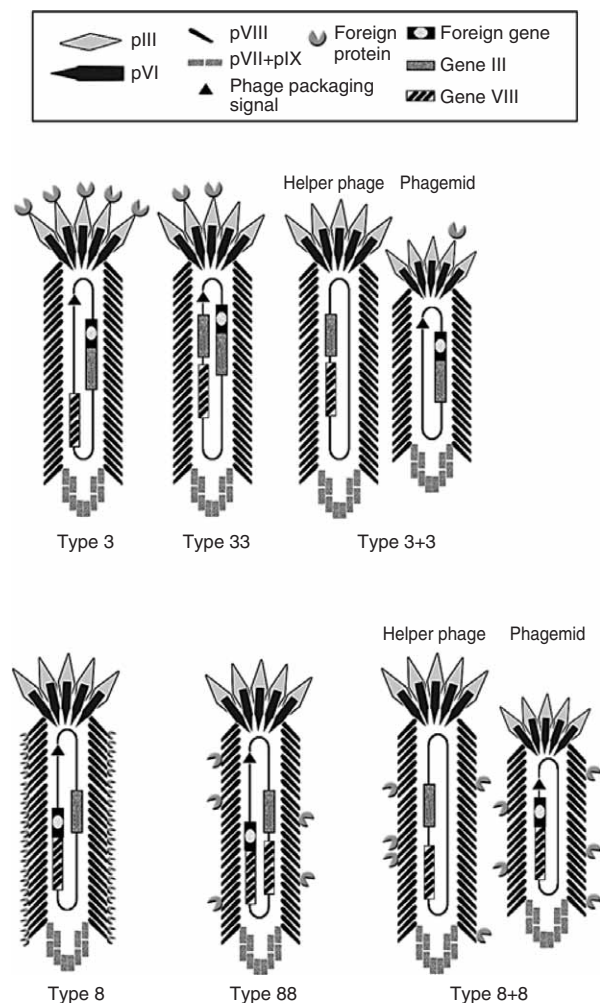 pIII
pVI
pVIII
pVII+pIX
Phage packaging
signal
Foreign
protein
Foreign gene
Gene III
Gene VIII
Helper phage
Phagemid
Type 3
Type 33
Type 3+3
Helper phage
Phagemid
Type 8
Type 88
Type 8+8